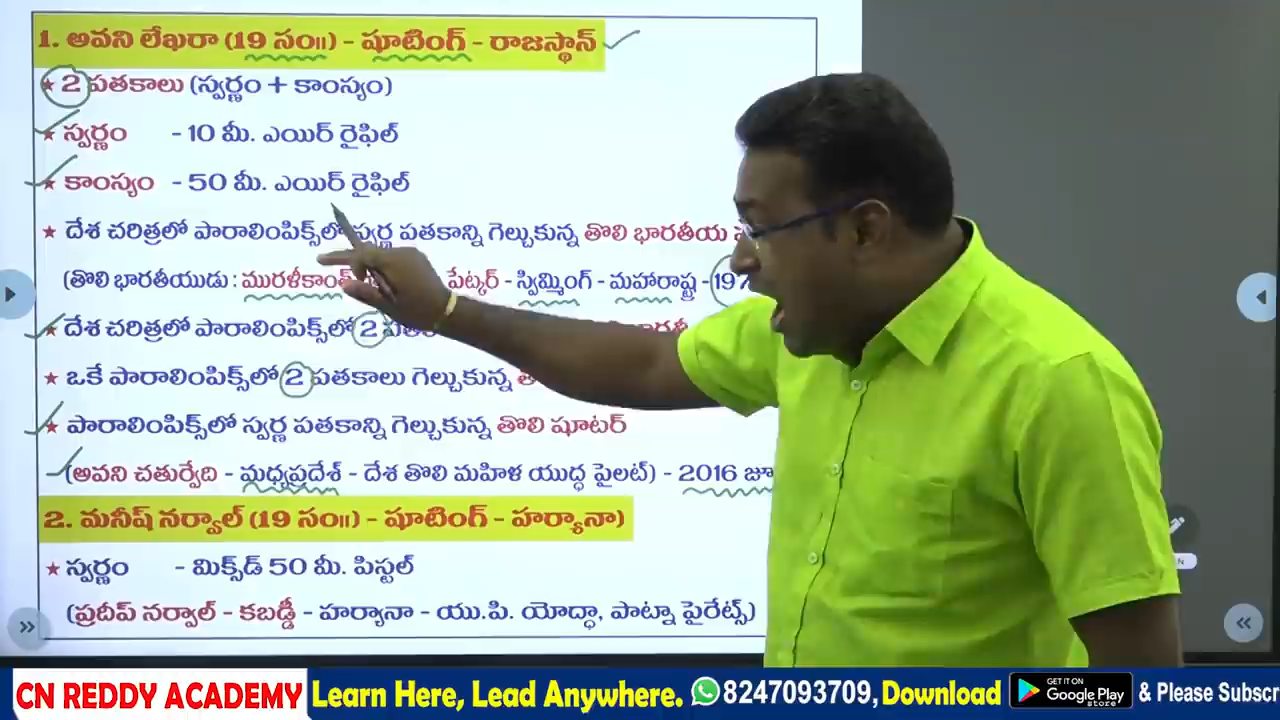 1. అవని లేఖరా (19 సం॥) - షూటింగ్ - రాజస్థాన్
★ 2 పతకాలు (స్వర్ణం + కాంస్యం)
★ స్వర్ణం - 10 మీ. ఎయిర్ రైఫిల్
★ కాంస్యం - 50 మీ. ఎయిర్ రైఫిల్
★ దేశ చరిత్రలో పారాలింపిక్స్‌లో స్వర్ణ పతకాన్ని గెల్చుకున్న తొలి భారతీయ
(తొలి భారతీయుడు : మురళీకాంత్ పేట్కర్ - స్విమ్మింగ్ - మహారాష్ట్ర -
★ దేశ చరిత్రలో పారాలింపిక్స్‌లో 2
★ ఒకే పారాలింపిక్స్‌లో 2 పతకాలు గెల్చుకున్న
★ పారాలింపిక్స్‌లో స్వర్ణ పతకాన్ని గెల్చుకున్న తొలి షూటర్
(అవని చతుర్వేది - మధ్యప్రదేశ్ - దేశ తొలి మహిళ యుద్ధ పైలట్) - 2016
2. మనీష్ నర్వాల్ (19 సం॥) - షూటింగ్ - హర్యానా)
★ స్వర్ణం - మిక్స్‌డ్ 50 మీ. పిస్టల్
(ప్రదీప్ నర్వాల్ - కబడ్డీ - హర్యానా - యు.పి. యోద్ధా, పాట్నా పైరేట్స్)
CN REDDY ACADEMY Learn Here, Lead Anywhere. 8247093709, Download GET IT ON Google Play store & Please Subscr